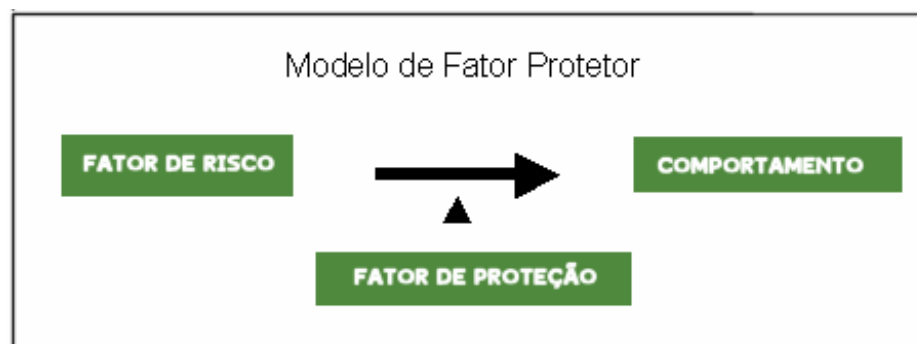 Modelo de Fator Protetor
FATOR DE RISCO
COMPORTAMENTO
FATOR DE PROTEÇÃO